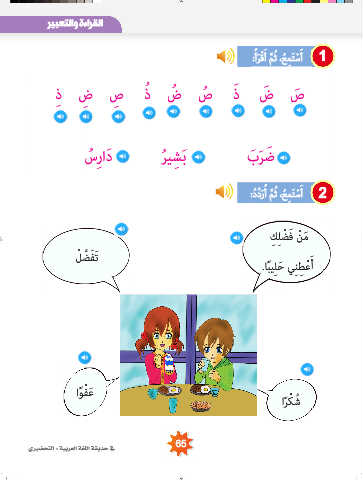 القراءة والتعبير
1 أَسْتَمِعُ، ثُمَّ أَقْرَأُ:
صَ ضَ ذَ صُ ضُ ذُ صِ ضِ ذِ
ضَرَبَ بَشِيرُ دَارِسُ
2 أَسْتَمِعُ، ثُمَّ أُرَدِّدُ:
مَنْ فَضْلِكِ
أَعْطِنِي حَلِيبًا.
تَفَضَّلْ
شُكْرًا
عَفْوًا
في حديقة اللغة العربية - التحضيري
65